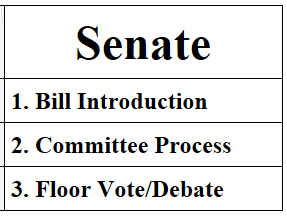 Senate
1. Bill Introduction
2. Committee Process
3. Floor Vote/Debate